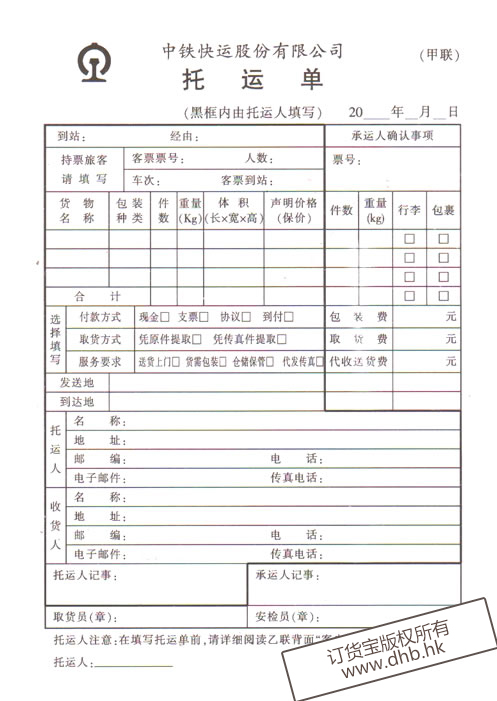 中铁快运股份有限公司
(甲联)
托运单
(黑框内由托运人填写) 20 年 月 日
到站: 经由: 承运人确认事项
持票旅客请填写 客票票号: 人数: 票号:
车次: 客票到站:
货物名称 包装种类 件数 重量(Kg) 体积(长×宽×高) 声明价格(保价) 件数 重量(kg) 行李 包裹
□ □
□ □
□ □
合计 □ □
选择填写 付款方式 现金□ 支票□ 协议□ 到付□ 包装费 元
取货方式 凭原件提取□ 凭传真件提取□ 取货费 元
服务要求 送货上门□ 货需包装□ 仓储保管□ 代发传真□ 代收送货费 元
发送地
到达地
托运人 名称:
地址:
邮编: 电话:
电子邮件: 传真电话:
收货人 名称:
地址:
邮编: 电话:
电子邮件: 传真电话:
托运人记事: 承运人记事:
取货员(章): 安检员(章):
托运人注意:在填写托运单前,请详细阅读乙联背面"客
托运人:
订货宝版权所有
www.dhb.hk